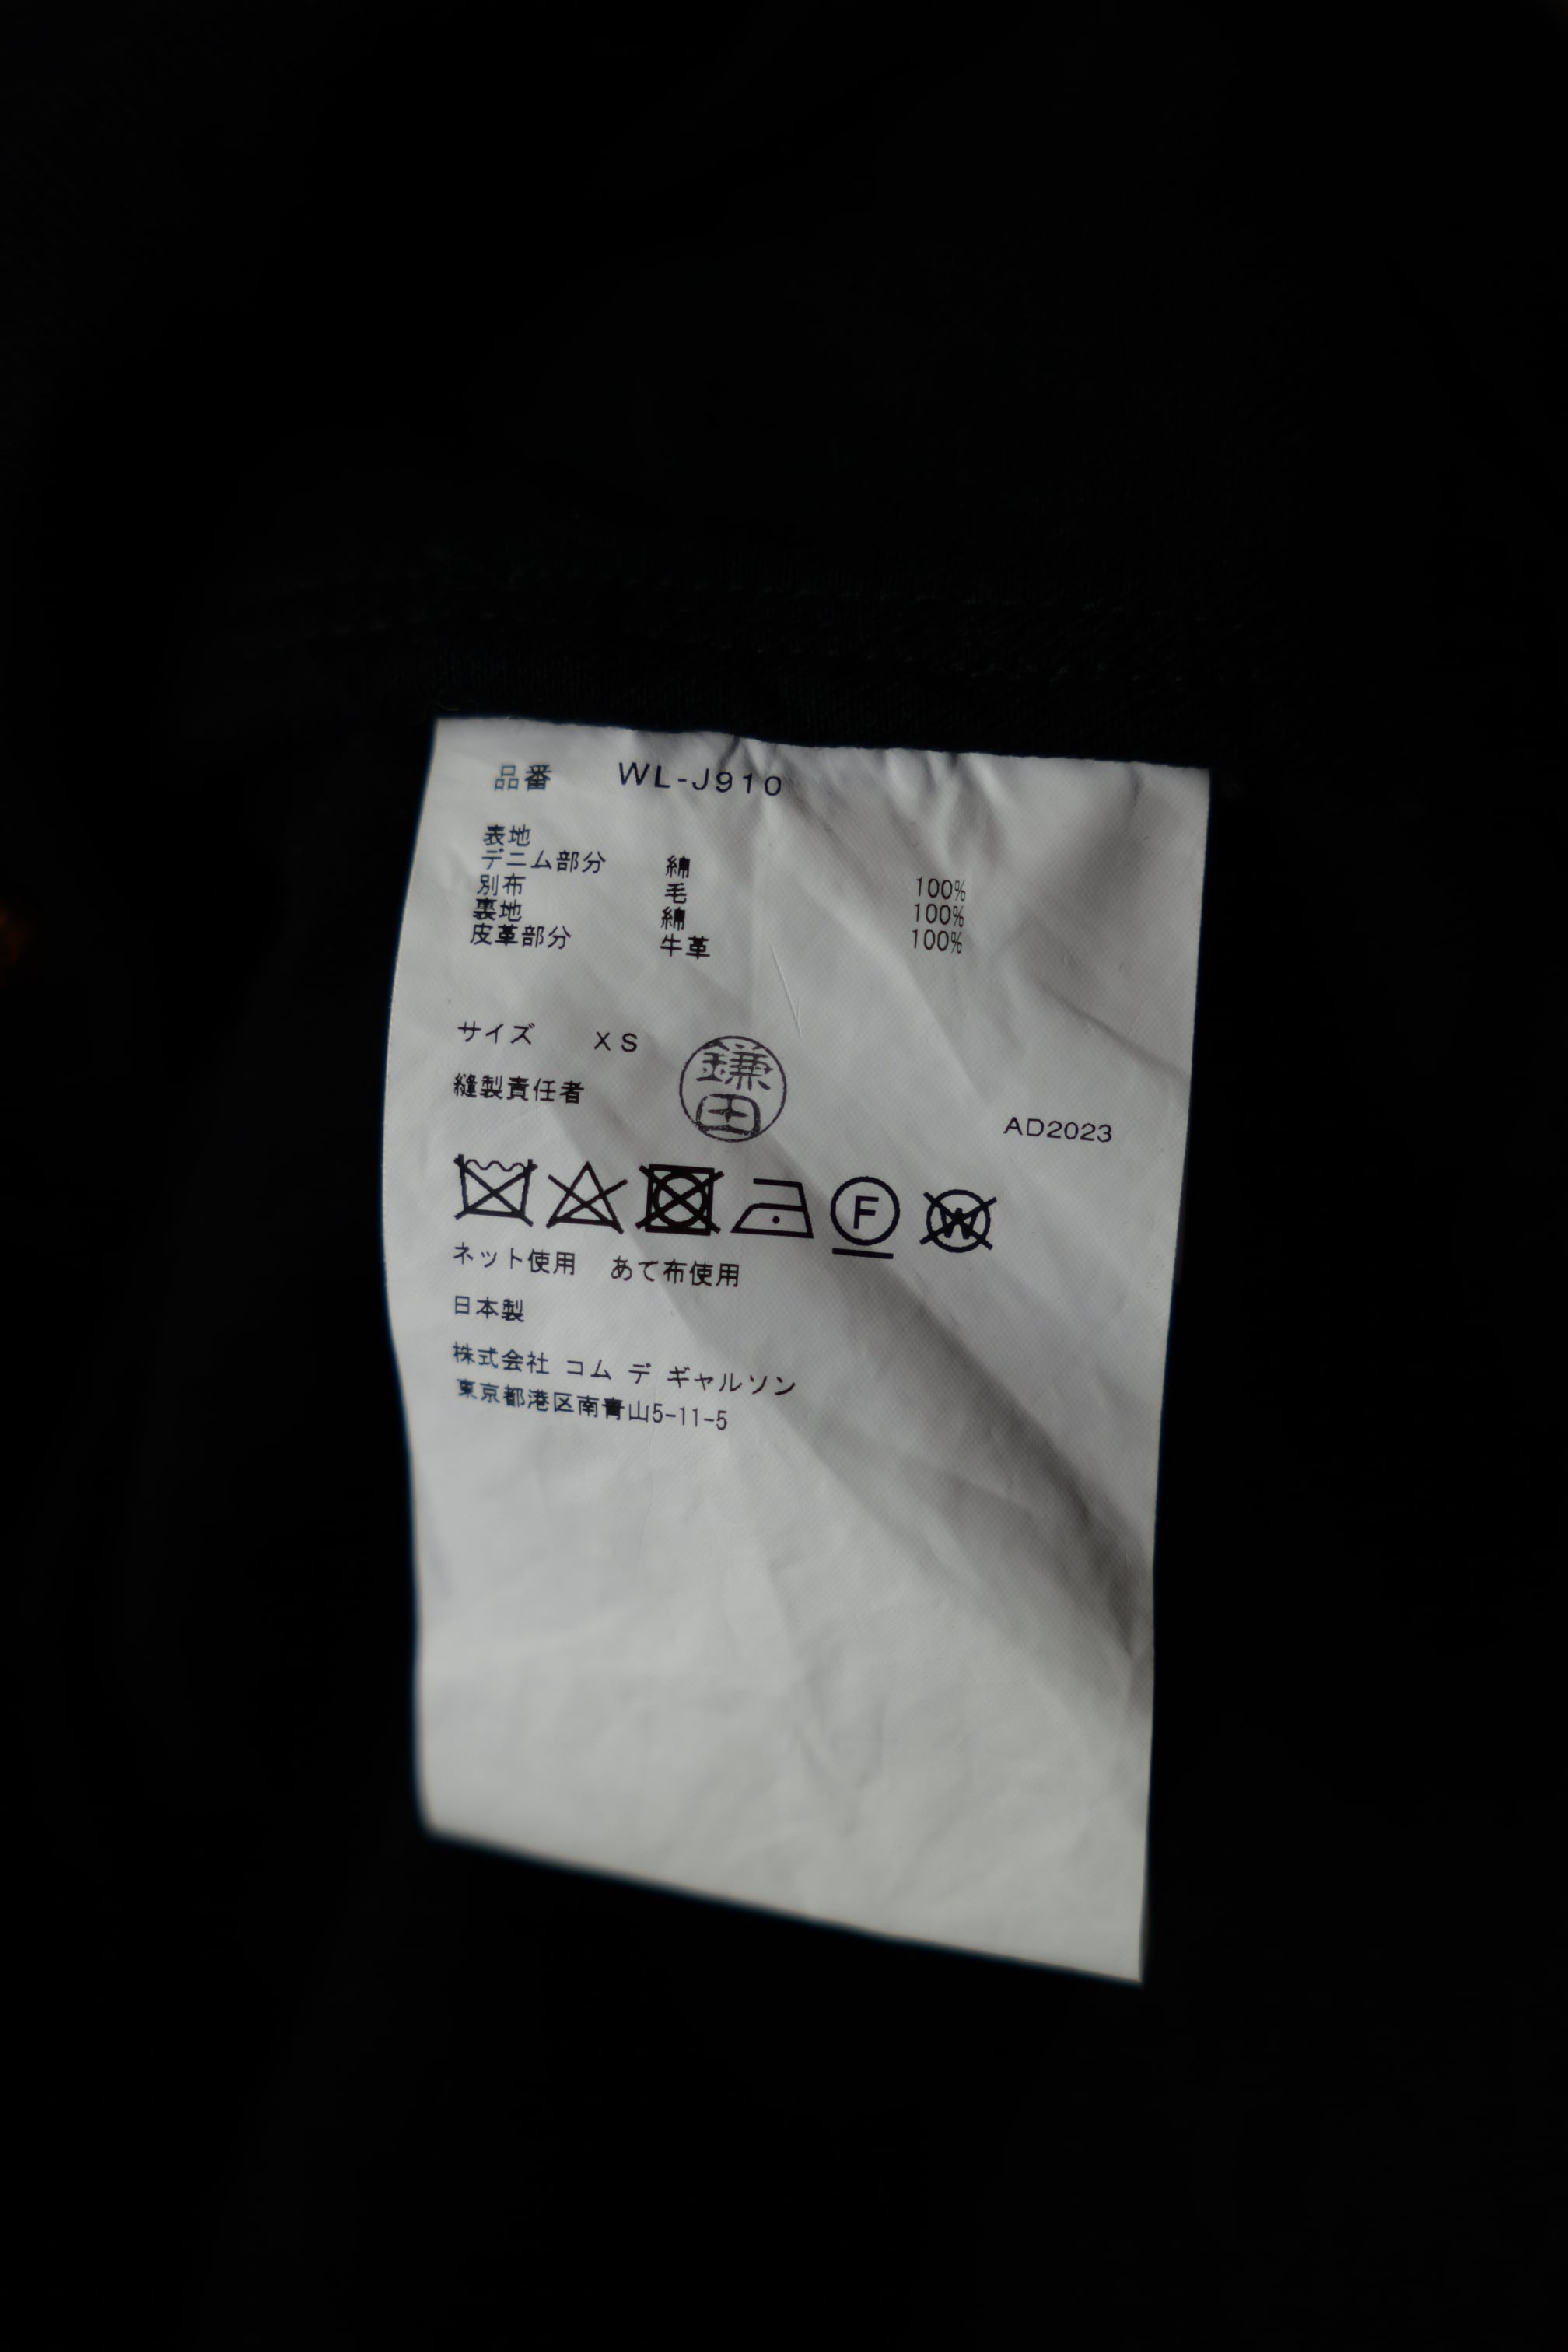 品番 WL-J910
表地
デニム部分 綿 100%
別布 毛 100%
裏地 綿 100%
皮革部分 牛革
サイズ XS
縫製責任者 鎌田
AD2023
F W
ネット使用 あて布使用
日本製
株式会社 コム デ ギャルソン
東京都港区南青山5-11-5